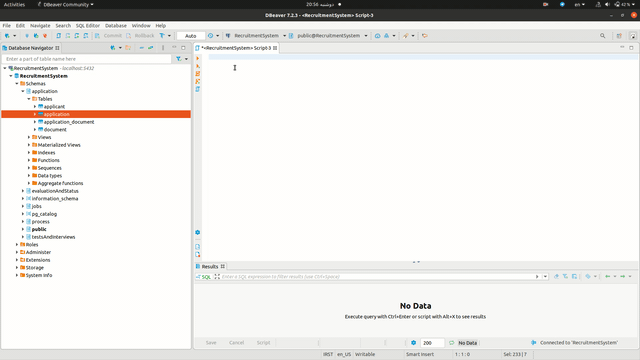 Activities DBeaver Community 20:56 دوشنبه en 42 %
DBeaver 7.2.3 - <RecruitmentSystem> Script-3
File Edit Navigate Search SQL Editor Database Window Help
Commit Rollback Auto RecruitmentSystem public@RecruitmentSystem
Database Navigator
*<RecruitmentSystem> Script-3
Enter a part of table name here
RecruitmentSystem - localhost:5432
RecruitmentSystem
Schemas
application
Tables
applicant
application
application_document
document
Views
Materialized Views
Indexes
Functions
Sequences
Data types
Aggregate functions
evaluationAndStatus
information_schema
jobs
pg_catalog
process
public
testsAndInterviews
Roles
Administer
Extensions
Storage
System Info
Results
SQL Enter a SQL expression to filter results (use Ctrl+Space)
No Data
Execute query with Ctrl+Enter or script with Alt+X to see results
Save Cancel Script 200 No Data Connected to 'RecruitmentSystem'
IRST en_US Writable Smart Insert 1 : 1 : 0 Sel: 233 | 7